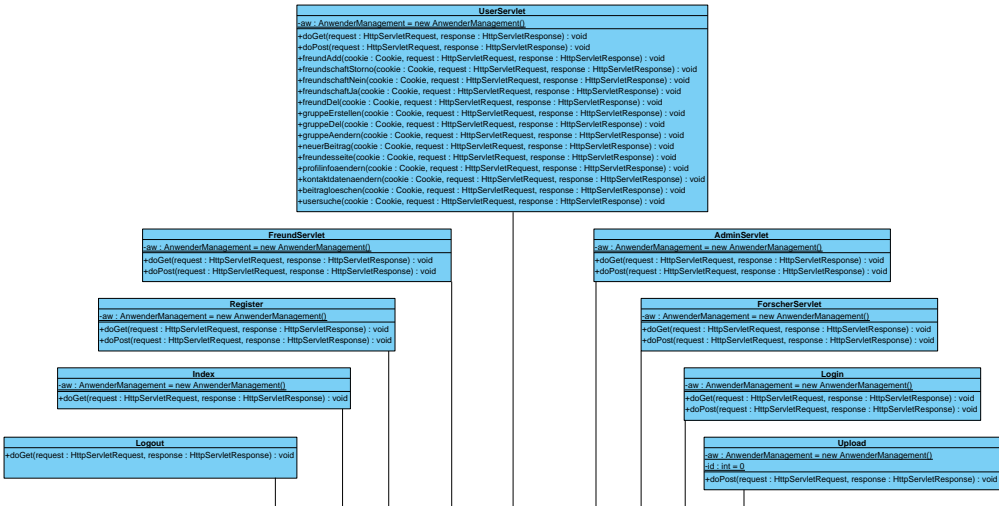 UserServlet
-aw : AnwenderManagement = new AnwenderManagement()
+doGet(request : HttpServletRequest, response : HttpServletResponse) : void
+doPost(request : HttpServletRequest, response : HttpServletResponse) : void
+freundAdd(cookie : Cookie, request : HttpServletRequest, response : HttpServletResponse) : void
+freundschaftStorno(cookie : Cookie, request : HttpServletRequest, response : HttpServletResponse) : void
+freundschaftNein(cookie : Cookie, request : HttpServletRequest, response : HttpServletResponse) : void
+freundschaftJa(cookie : Cookie, request : HttpServletRequest, response : HttpServletResponse) : void
+freundDel(cookie : Cookie, request : HttpServletRequest, response : HttpServletResponse) : void
+gruppeErstellen(cookie : Cookie, request : HttpServletRequest, response : HttpServletResponse) : void
+gruppeDel(cookie : Cookie, request : HttpServletRequest, response : HttpServletResponse) : void
+gruppeAendern(cookie : Cookie, request : HttpServletRequest, response : HttpServletResponse) : void
+neuerBeitrag(cookie : Cookie, request : HttpServletRequest, response : HttpServletResponse) : void
+freundesseite(cookie : Cookie, request : HttpServletRequest, response : HttpServletResponse) : void
+profilinfoaendern(cookie : Cookie, request : HttpServletRequest, response : HttpServletResponse) : void
+kontaktdatenaendern(cookie : Cookie, request : HttpServletRequest, response : HttpServletResponse) : void
+beitragloeschen(cookie : Cookie, request : HttpServletRequest, response : HttpServletResponse) : void
+usersuche(cookie : Cookie, request : HttpServletRequest, response : HttpServletResponse) : void
FreundServlet
-aw : AnwenderManagement = new AnwenderManagement()
+doGet(request : HttpServletRequest, response : HttpServletResponse) : void
+doPost(request : HttpServletRequest, response : HttpServletResponse) : void
AdminServlet
-aw : AnwenderManagement = new AnwenderManagement()
+doGet(request : HttpServletRequest, response : HttpServletResponse) : void
+doPost(request : HttpServletRequest, response : HttpServletResponse) : void
Register
-aw : AnwenderManagement = new AnwenderManagement()
+doGet(request : HttpServletRequest, response : HttpServletResponse) : void
+doPost(request : HttpServletRequest, response : HttpServletResponse) : void
ForscherServlet
-aw : AnwenderManagement = new AnwenderManagement()
+doGet(request : HttpServletRequest, response : HttpServletResponse) : void
+doPost(request : HttpServletRequest, response : HttpServletResponse) : void
Index
-aw : AnwenderManagement = new AnwenderManagement()
+doGet(request : HttpServletRequest, response : HttpServletResponse) : void
Login
-aw : AnwenderManagement = new AnwenderManagement()
+doGet(request : HttpServletRequest, response : HttpServletResponse) : void
+doPost(request : HttpServletRequest, response : HttpServletResponse) : void
Logout
+doGet(request : HttpServletRequest, response : HttpServletResponse) : void
Upload
-aw : AnwenderManagement = new AnwenderManagement()
-id : int = 0
+doPost(request : HttpServletRequest, response : HttpServletResponse) : void